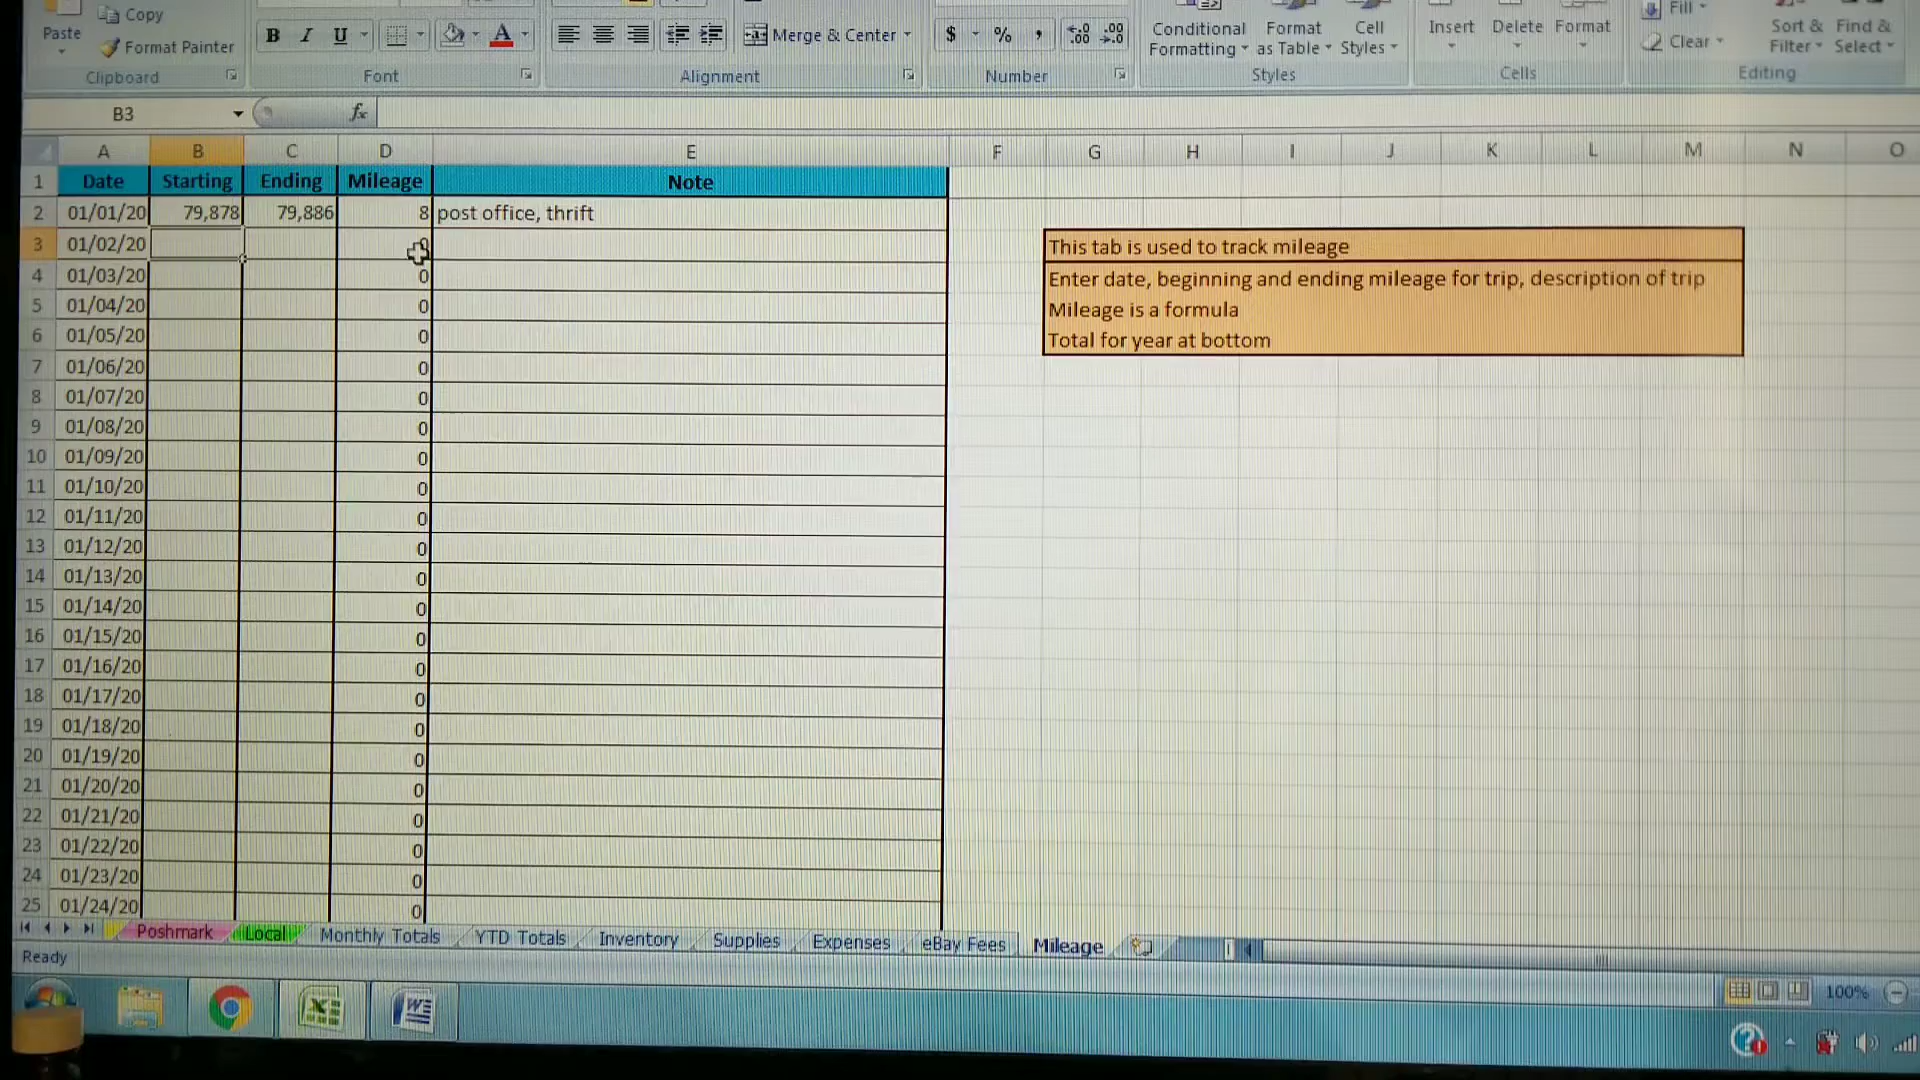 Copy
Fill
Paste
Format Painter
B I U A
Merge & Center
$ % ,
Conditional Formatting
Format as Table
Cell Styles
Insert Delete Format
Clear
Sort & Filter
Find & Select
Clipboard Font Alignment Number Styles Cells Editing
B3 fx
A B C D E F G H I J K L M N O
1 Date Starting Ending Mileage Note
2 01/01/20 79,878 79,886 8 post office, thrift
3 01/02/20
This tab is used to track mileage
4 01/03/20 0
Enter date, beginning and ending mileage for trip, description of trip
5 01/04/20 0
Mileage is a formula
6 01/05/20 0
Total for year at bottom
7 01/06/20 0
8 01/07/20 0
9 01/08/20 0
10 01/09/20 0
11 01/10/20 0
12 01/11/20 0
13 01/12/20 0
14 01/13/20 0
15 01/14/20 0
16 01/15/20 0
17 01/16/20 0
18 01/17/20 0
19 01/18/20 0
20 01/19/20 0
21 01/20/20 0
22 01/21/20 0
23 01/22/20 0
24 01/23/20 0
25 01/24/20 0
Poshmark Local Monthly Totals YTD Totals Inventory Supplies Expenses eBay Fees Mileage
Ready
100%